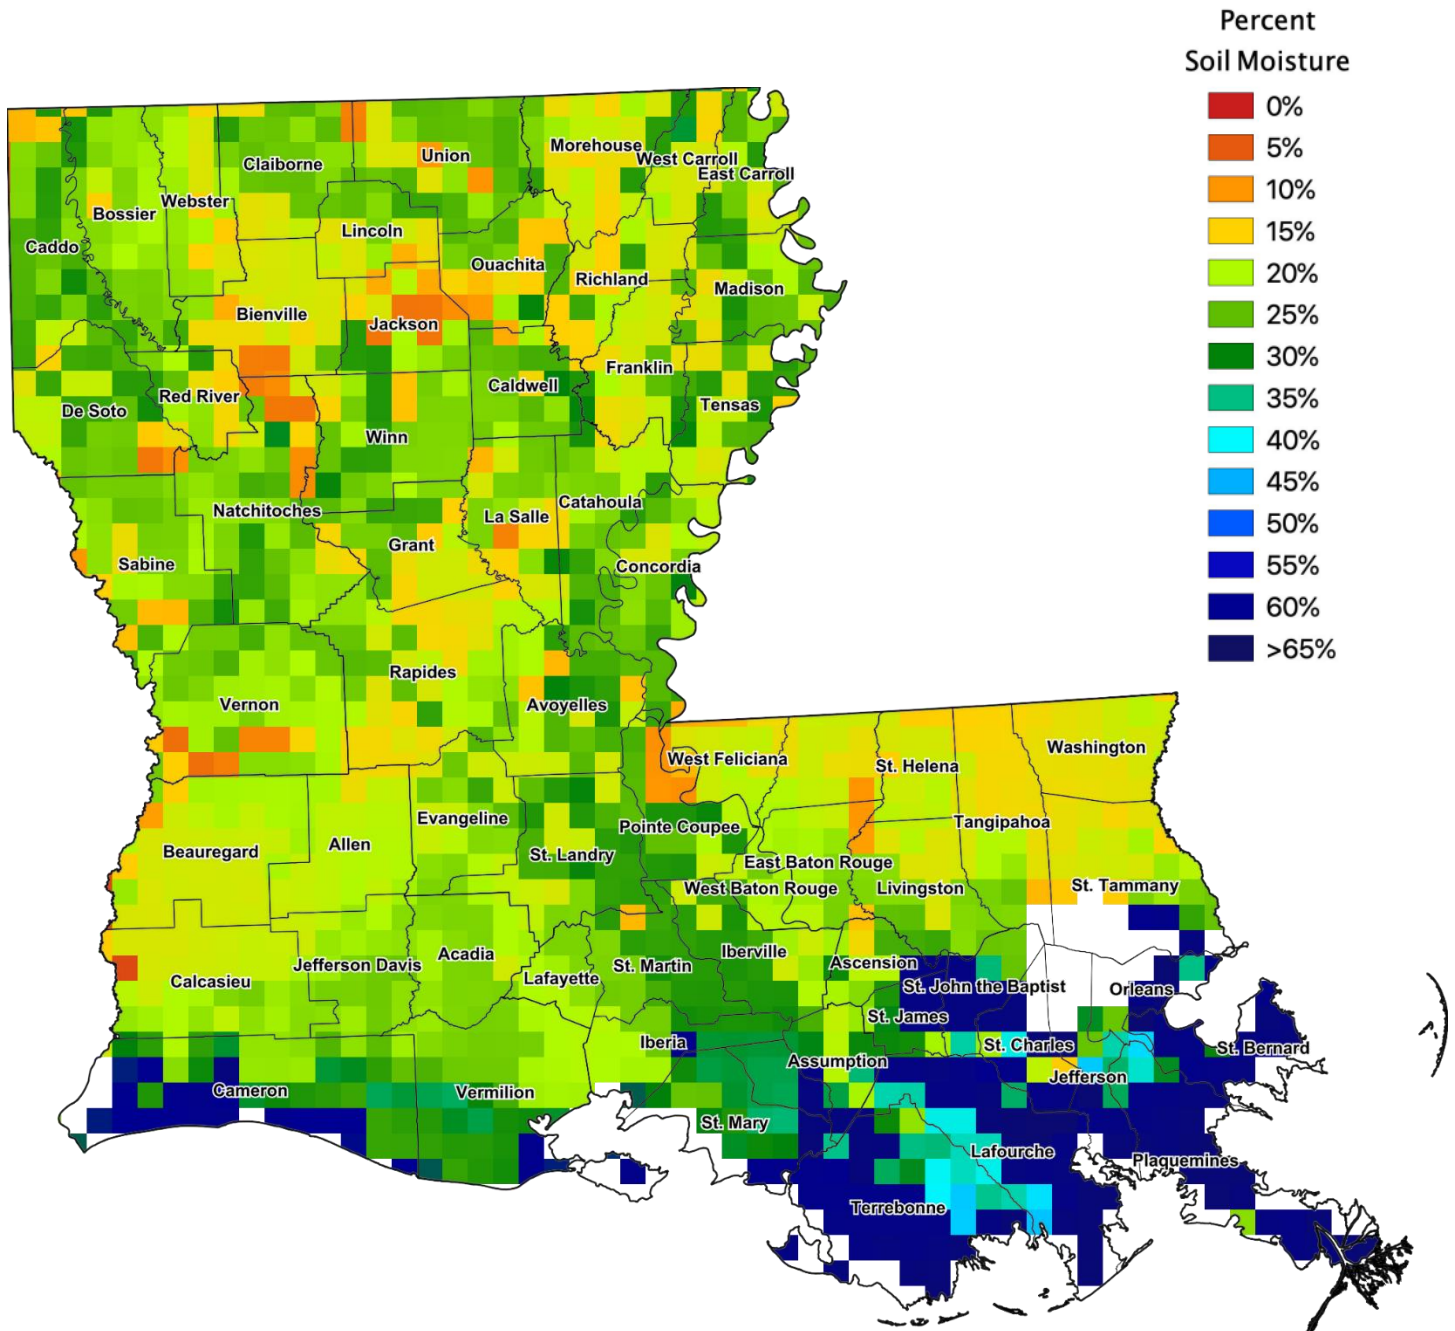 Percent
Soil Moisture
0%
5%
10%
15%
20%
25%
30%
35%
40%
45%
50%
55%
60%
>65%
Morehouse
Union
West Carroll
Claiborne
East Carroll
Webster
Bossier
Lincoln
Caddo
Ouachita
Richland
Madison
Bienville
Jackson
Franklin
Caldwell
Red River
Tensas
De Soto
Winn
Catahoula
Natchitoches
La Salle
Grant
Sabine
Concordia
Rapides
Vernon
Avoyelles
Washington
West Feliciana
St. Helena
Evangeline
Tangipahoa
Pointe Coupee
Allen
Beauregard
St. Landry
East Baton Rouge
St. Tammany
West Baton Rouge
Livingston
Iberville
Acadia
Ascension
Jefferson Davis
St. Martin
Lafayette
Calcasieu
St. John the Baptist
Orleans
St. James
Iberia
St. Charles
St. Bernard
Assumption
Jefferson
Cameron
Vermilion
St. Mary
Lafourche
Plaquemines
Terrebonne